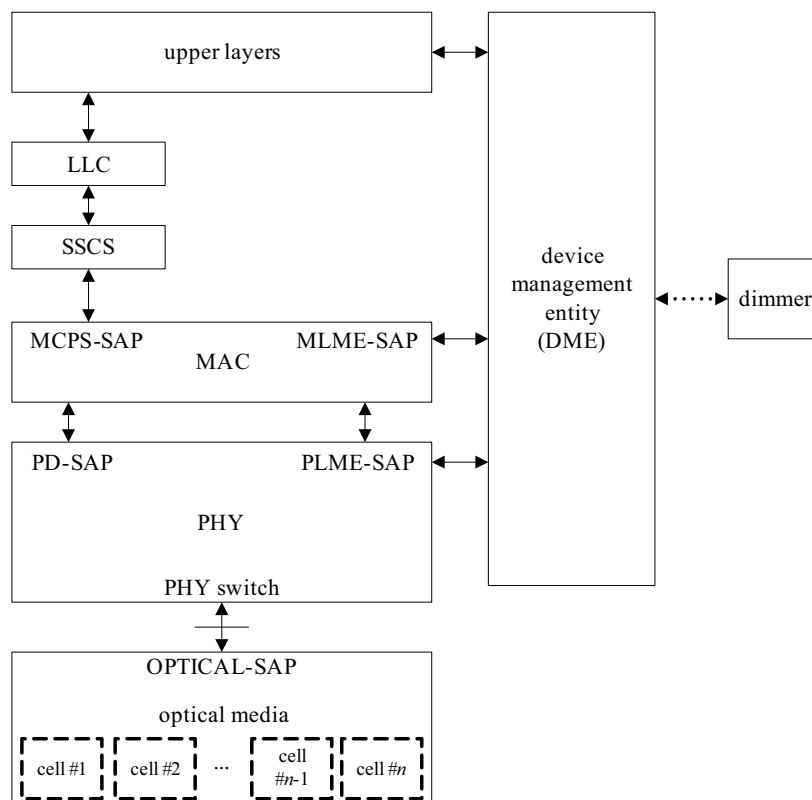 upper layers
LLC
SSCS
device
management
entity
(DME)
dimmer
MCPS-SAP MLME-SAP
MAC
PD-SAP PLME-SAP
PHY
PHY switch
OPTICAL-SAP
optical media
cell #1 cell #2 ... cell
#n-1 cell #n